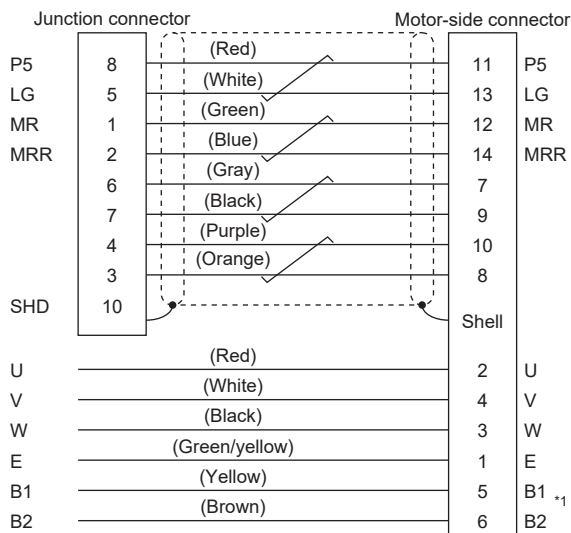 Junction connector Motor-side connector
P5 8 (Red) 11 P5
LG 5 (White) 13 LG
MR 1 (Green) 12 MR
MRR 2 (Blue) 14 MRR
6 (Gray) 7
7 (Black) 9
4 (Purple) 10
3 (Orange) 8
SHD 10 Shell
U (Red) 2 U
V (White) 4 V
W (Black) 3 W
E (Green/yellow) 1 E
B1 (Yellow) 5 B1 *1
B2 (Brown) 6 B2